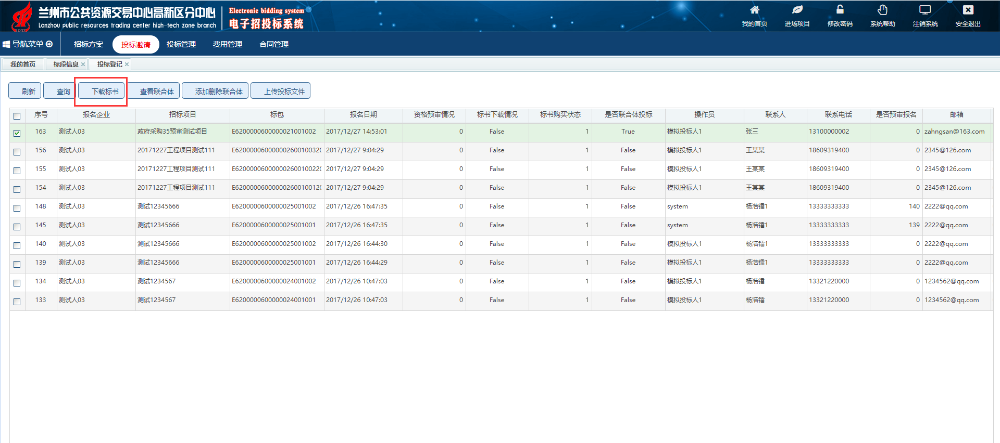 兰州市公共资源交易中心高新区分中心
Lanzhou public resources trading center high-tech zone branch
Electronic bidding system
电子招投标系统
我的首页 进场项目 修改密码 系统帮助 注销系统 安全退出
导航菜单 招标方案 投标邀请 投标管理 费用管理 合同管理
我的首页 标段信息 投标登记
刷新 查询 下载标书 查看联合体 添加删除联合体 上传投标文件
序号 报名企业 招标项目 标包 报名日期 资格预审情况 标书下载情况 标书购买状态 是否联合体投标 操作员 联系人 联系电话 是否预审报名 邮箱
163 测试人03 政府采购35预审测试项目 E6200000600000021001002 2017/12/27 14:53:01 0 False 1 True 模拟投标人1 张三 13100000002 0 zahngsan@163.com
156 测试人03 20171227工程项目测试111 E620000060000002600100320 2017/12/27 9:04:29 0 False 1 False 模拟投标人1 王某某 18609319400 0 2345@126.com
155 测试人03 20171227工程项目测试111 E620000060000002600100220 2017/12/27 9:04:29 0 False 1 False 模拟投标人1 王某某 18609319400 0 2345@126.com
154 测试人03 20171227工程项目测试111 E620000060000002600100120 2017/12/27 9:04:29 0 False 1 False 模拟投标人1 王某某 18609319400 0 2345@126.com
148 测试人03 测试12345666 E6200000600000025001002 2017/12/26 16:47:35 0 False 1 False system 杨浩镭1 13333333333 140 2222@qq.com
145 测试人03 测试12345666 E6200000600000025001001 2017/12/26 16:47:35 0 False 1 False system 杨浩镭1 13333333333 139 2222@qq.com
140 测试人03 测试12345666 E6200000600000025001002 2017/12/26 16:44:30 0 False 1 False 模拟投标人1 杨浩镭1 13333333333 0 2222@qq.com
139 测试人03 测试12345666 E6200000600000025001001 2017/12/26 16:44:29 0 False 1 False 模拟投标人1 杨浩镭1 13333333333 0 2222@qq.com
134 测试人03 测试1234567 E6200000600000024001002 2017/12/26 10:47:03 0 False 1 False 模拟投标人1 杨浩镭 13321220000 0 1234562@qq.com
133 测试人03 测试1234567 E6200000600000024001001 2017/12/26 10:47:03 0 False 1 False 模拟投标人1 杨浩镭 13321220000 0 1234562@qq.com